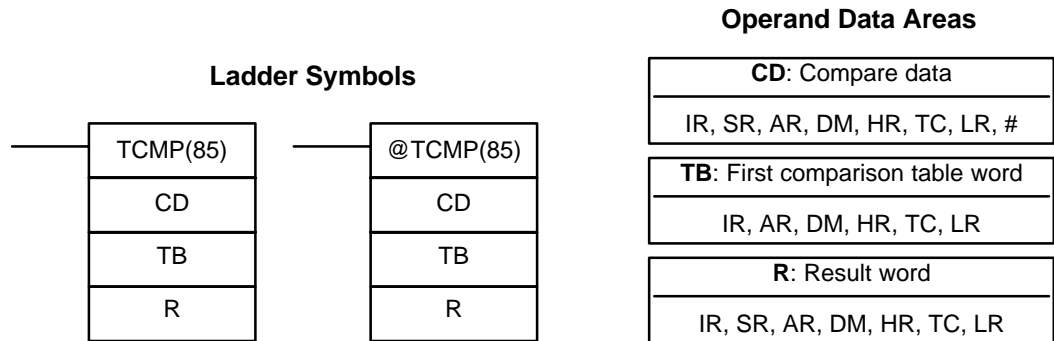 Operand Data Areas
Ladder Symbols
CD: Compare data
IR, SR, AR, DM, HR, TC, LR, #
TB: First comparison table word
IR, AR, DM, HR, TC, LR
R: Result word
IR, SR, AR, DM, HR, TC, LR
TCMP(85)
CD
TB
R
@TCMP(85)
CD
TB
R